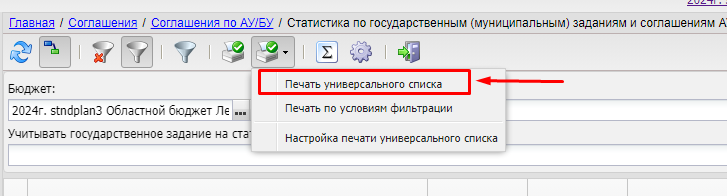 2024г.
Главная / Соглашения / Соглашения по АУ/БУ / Статистика по государственным (муниципальным) заданиям и соглашениям А
Печать универсального списка
Бюджет:
Печать по условиям фильтрации
2024г. stndplan3 Областной бюджет Ле ...
Учитывать государственное задание на ста
Настройка печати универсального списка